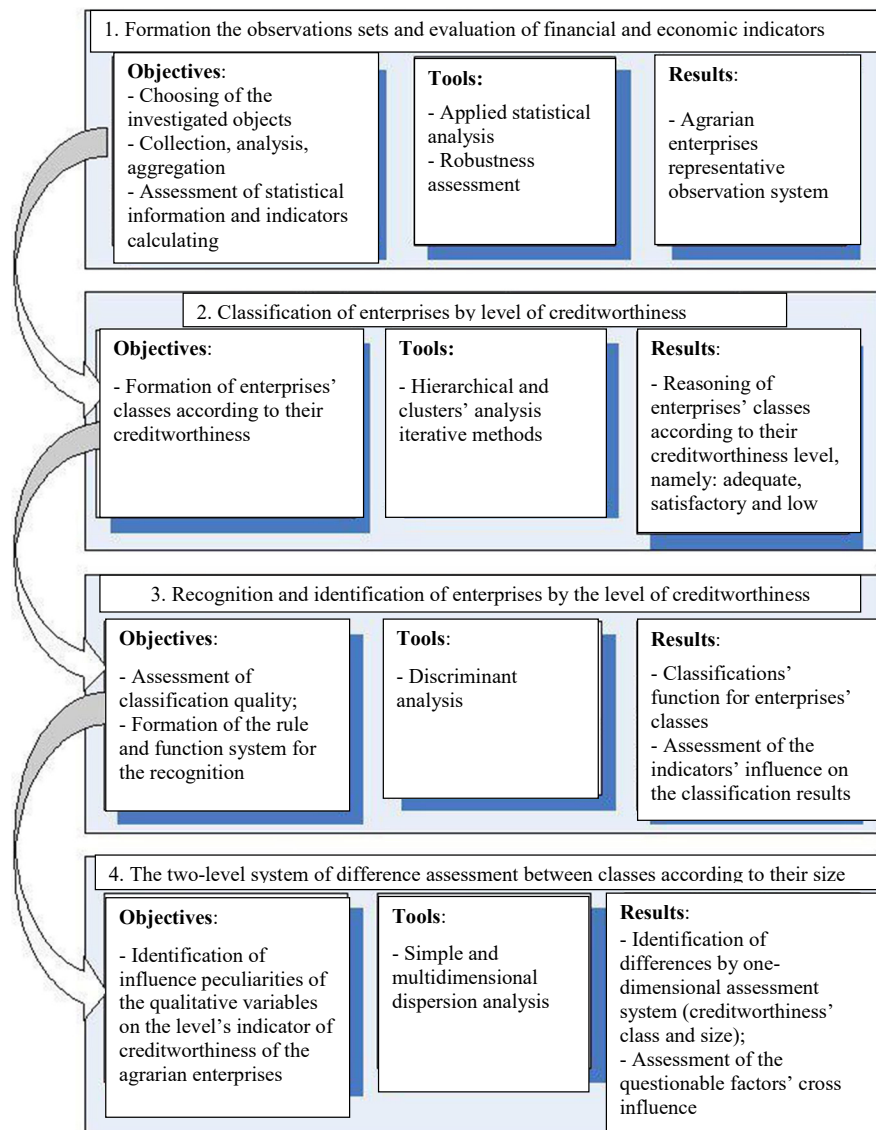 1. Formation the observations sets and evaluation of financial and economic indicators
Objectives:
- Choosing of the
investigated objects
- Collection, analysis,
aggregation
- Assessment of statistical
information and indicators
calculating
Tools:
- Applied statistical
analysis
- Robustness
assessment
Results:
- Agrarian
enterprises
representative
observation system
2. Classification of enterprises by level of creditworthiness
Objectives:
- Formation of enterprises’
classes according to their
creditworthiness
Tools:
- Hierarchical and
clusters’ analysis
iterative methods
Results:
- Reasoning of
enterprises’ classes
according to their
creditworthiness level,
namely: adequate,
satisfactory and low
3. Recognition and identification of enterprises by the level of creditworthiness
Objectives:
- Assessment of
classification quality;
- Formation of the rule
and function system for
the recognition
Tools:
- Discriminant
analysis
Results:
- Classifications’
function for enterprises’
classes
- Assessment of the
indicators’ influence on
the classification results
4. The two-level system of difference assessment between classes according to their size
Objectives:
- Identification of
influence peculiarities of
the qualitative variables
on the level’s indicator of
creditworthiness of the
agrarian enterprises
Tools:
- Simple and
multidimensional
dispersion analysis
Results:
- Identification of
differences by one-
dimensional assessment
system (creditworthiness’
class and size);
- Assessment of the
questionable factors’ cross
influence